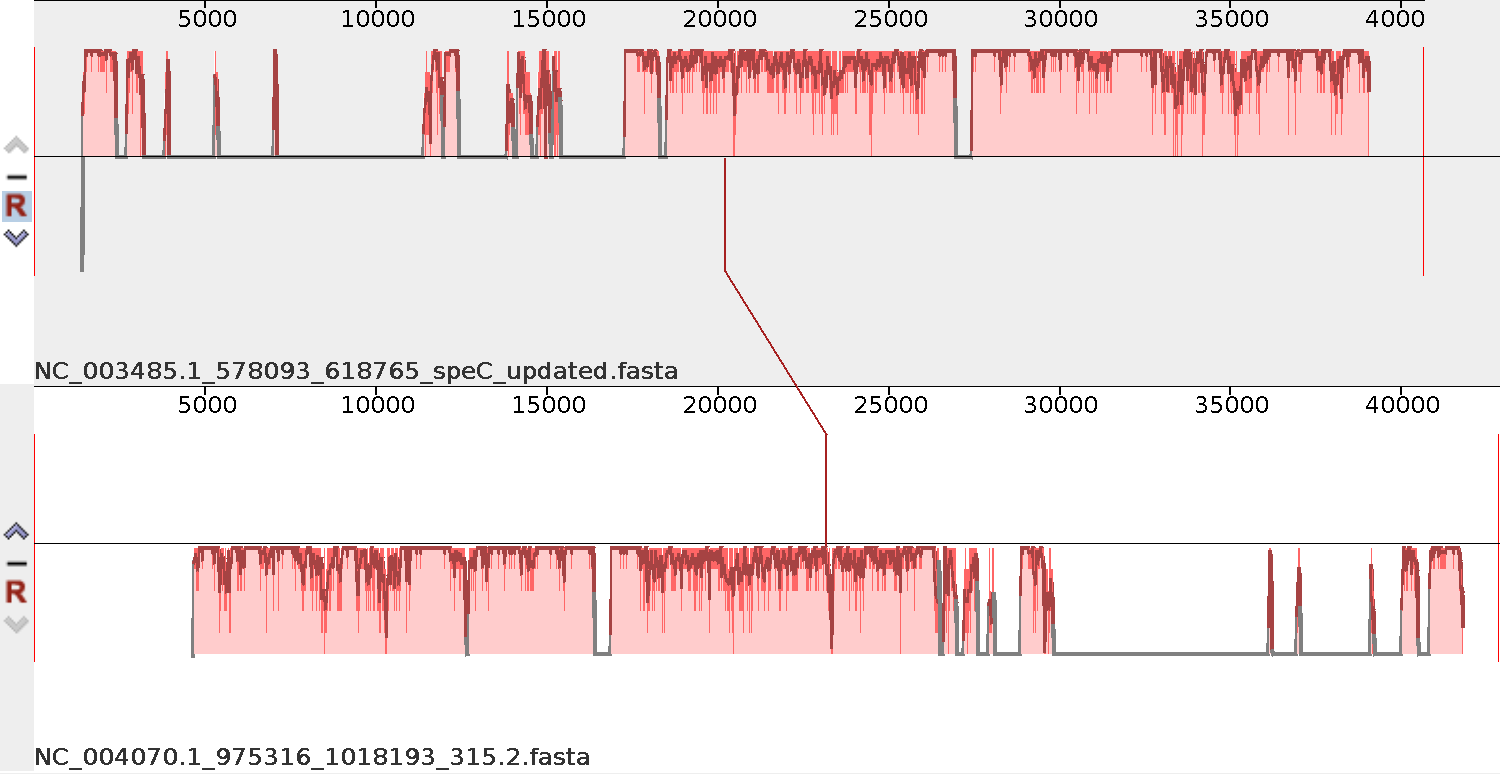 5000 10000 15000 20000 25000 30000 35000 4000
R
NC_003485.1_578093_618765_speC_updated.fasta
5000 10000 15000 20000 25000 30000 35000 40000
R
NC_004070.1_975316_1018193_315.2.fasta